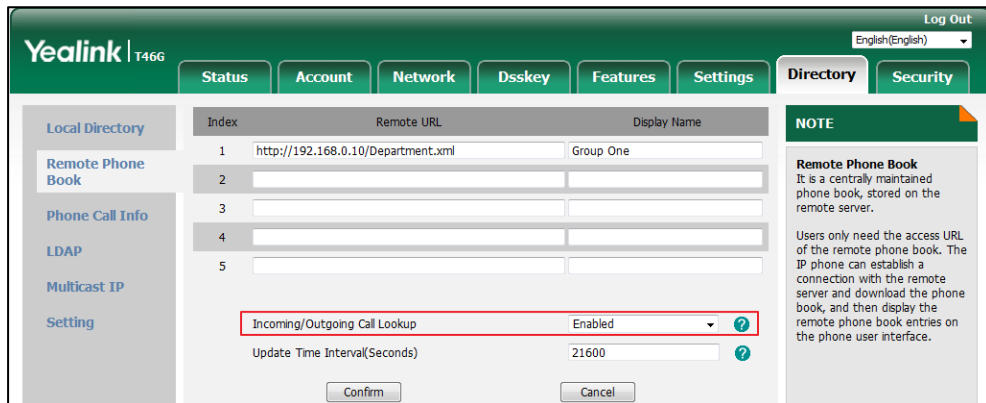 Log Out
Yealink | T46G
English(English)
Status Account Network Dsskey Features Settings Directory Security
Local Directory
Remote Phone
Book
Phone Call Info
LDAP
Multicast IP
Setting
Index Remote URL Display Name
1 http://192.168.0.10/Department.xml Group One
2
3
4
5
Incoming/Outgoing Call Lookup Enabled ?
Update Time Interval(Seconds) 21600 ?
Confirm Cancel
NOTE
Remote Phone Book
It is a centrally maintained
phone book, stored on the
remote server.
Users only need the access URL
of the remote phone book. The
IP phone can establish a
connection with the remote
server and download the phone
book, and then display the
remote phone book entries on
the phone user interface.